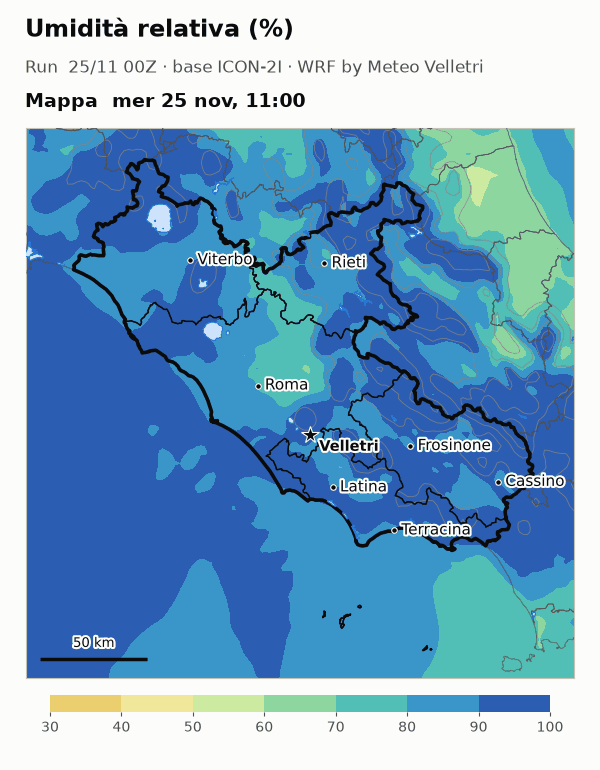 Umidità relativa (%)
Run  25/11 00Z · base ICON-2I · WRF by Meteo Velletri
Mappa  mer 25 nov, 11:00
Viterbo
Rieti
Roma
Velletri
Frosinone
Cassino
Latina
Terracina
50 km
30 40 50 60 70 80 90 100